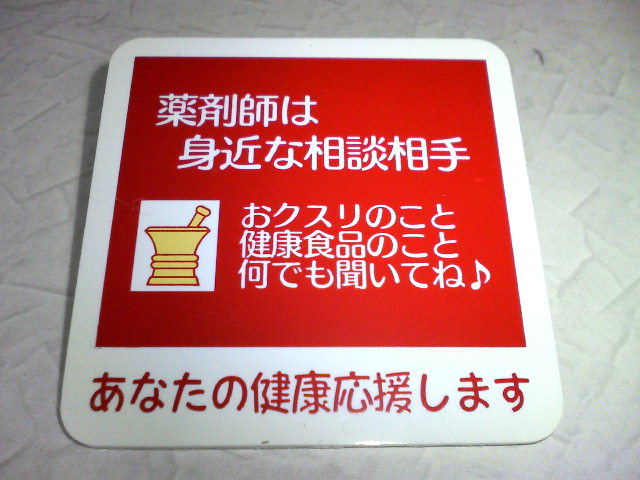 薬剤師は
身近な相談相手
おクスリのこと
健康食品のこと
何でも聞いてね♪
あなたの健康応援します